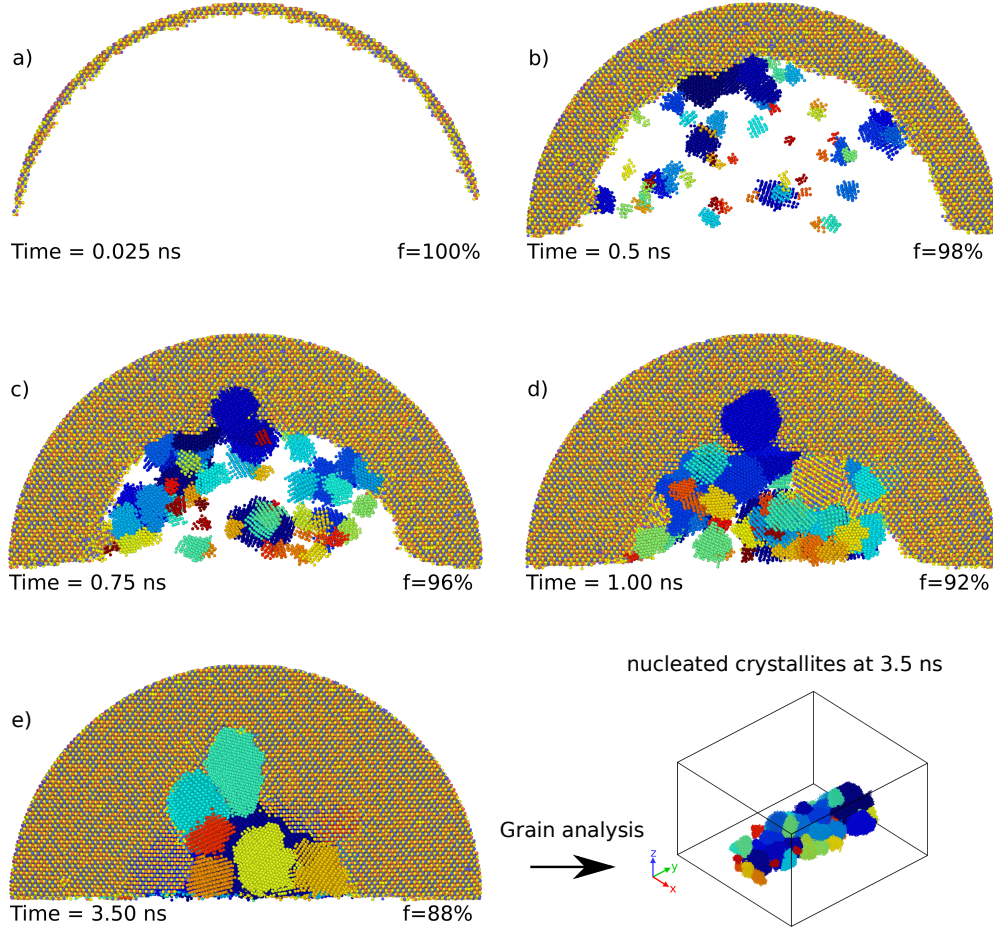 a)
Time = 0.025 ns
f=100%
b)
Time = 0.5 ns
f=98%
c)
Time = 0.75 ns
f=96%
d)
Time = 1.00 ns
f=92%
e)
Time = 3.50 ns
f=88%
nucleated crystallites at 3.5 ns
Grain analysis
z
y
x